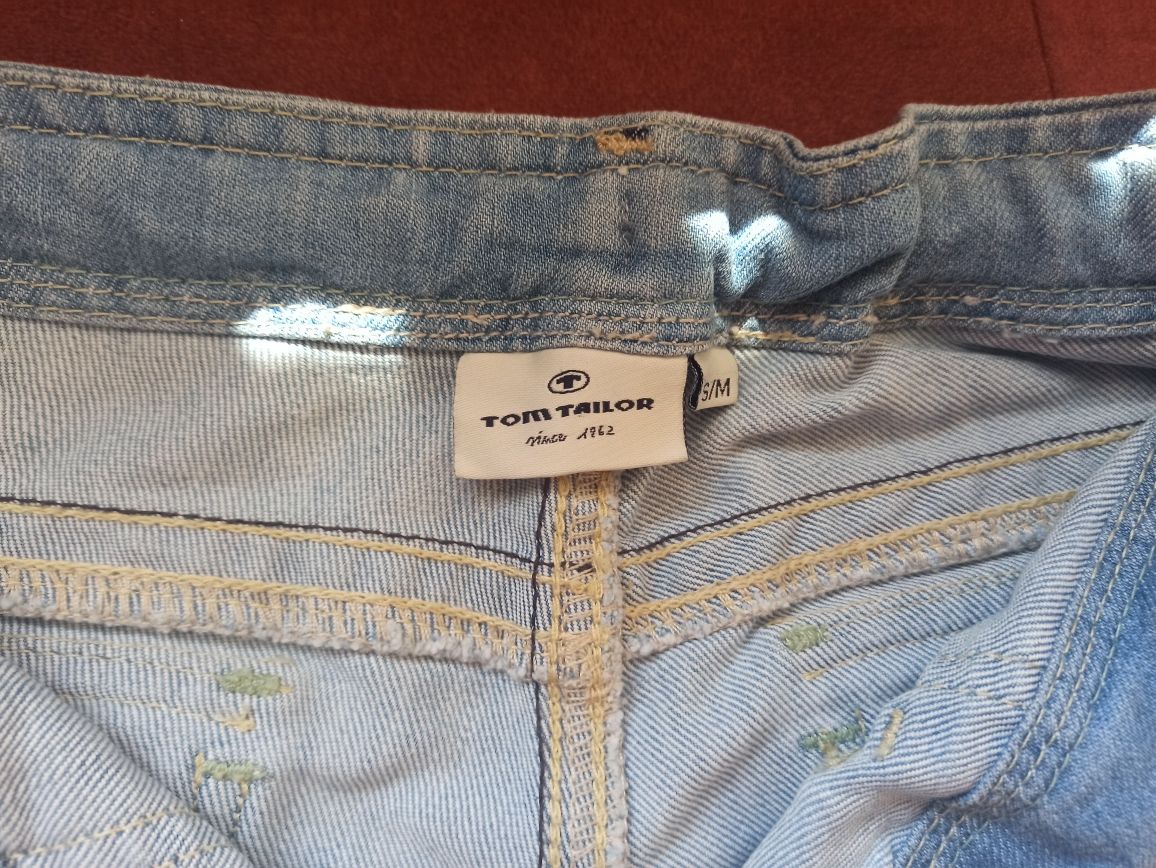 T
TOM TAILOR
since 1962
S/M